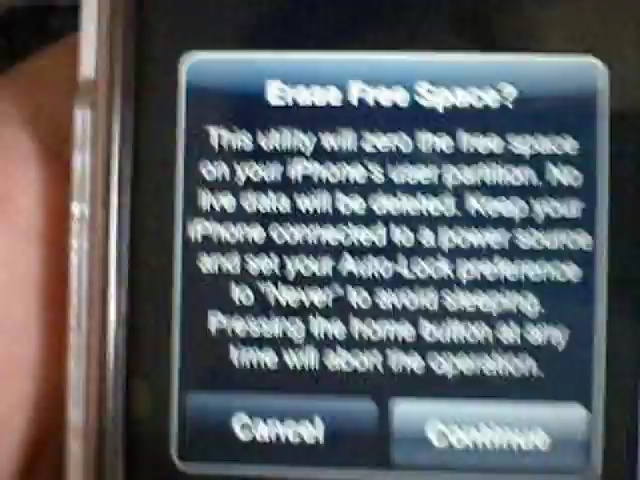 Erase Free Space?
This utility will zero the free space
on your iPhone's user partition. No
live data will be deleted. Keep your
iPhone connected to a power source
and set your Auto-Lock preference
to "Never" to avoid sleeping.
Pressing the home button at any
time will abort the operation.
Cancel
Continue